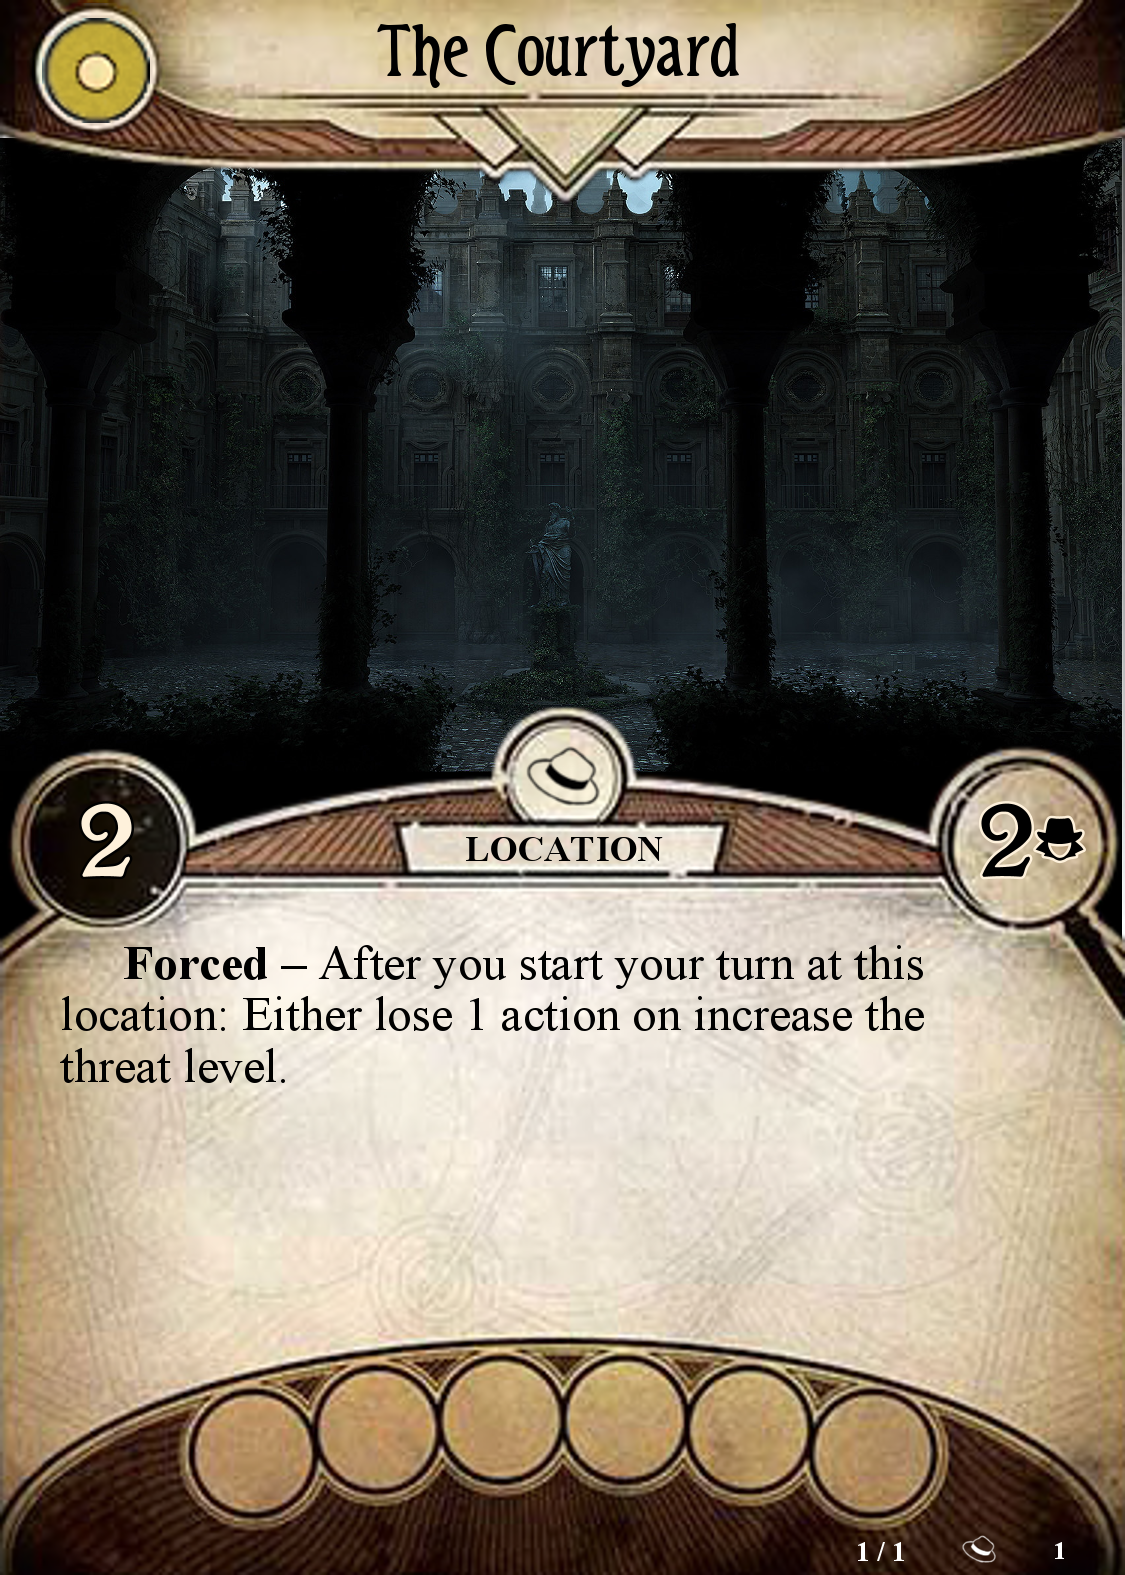 The Courtyard
2
2
LOCATION
Forced – After you start your turn at this
location: Either lose 1 action on increase the
threat level.
1 / 1
1